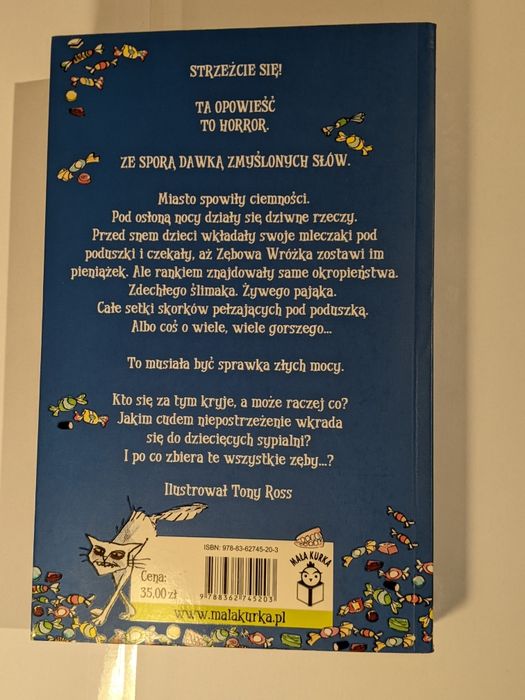 STRZEŻCIE SIĘ!
TA OPOWIEŚĆ
TO HORROR.
ZE SPORĄ DAWKĄ ZMYŚLONYCH SŁÓW.
Miasto spowiły ciemności.
Pod osłoną nocy działy się dziwne rzeczy.
Przed snem dzieci wkładały swoje mleczaki pod
poduszki i czekały, aż Zębowa Wróżka zostawi im
pieniążek. Ale rankiem znajdowały same okropieństwa.
Zdechłego ślimaka. Żywego pająka.
Całe setki skorków pełzających pod poduszką.
Albo coś o wiele, wiele gorszego...
To musiała być sprawka złych mocy.
Kto się za tym kryje, a może raczej co?
Jakim cudem niepostrzeżenie wkrada
się do dziecięcych sypialni?
I po co zbiera te wszystkie zęby...?
Ilustrował Tony Ross
ISBN: 978-83-62745-20-3
MAŁA KURKA
Cena:
35,00 zł
9 788362 745203
www.malakurka.pl